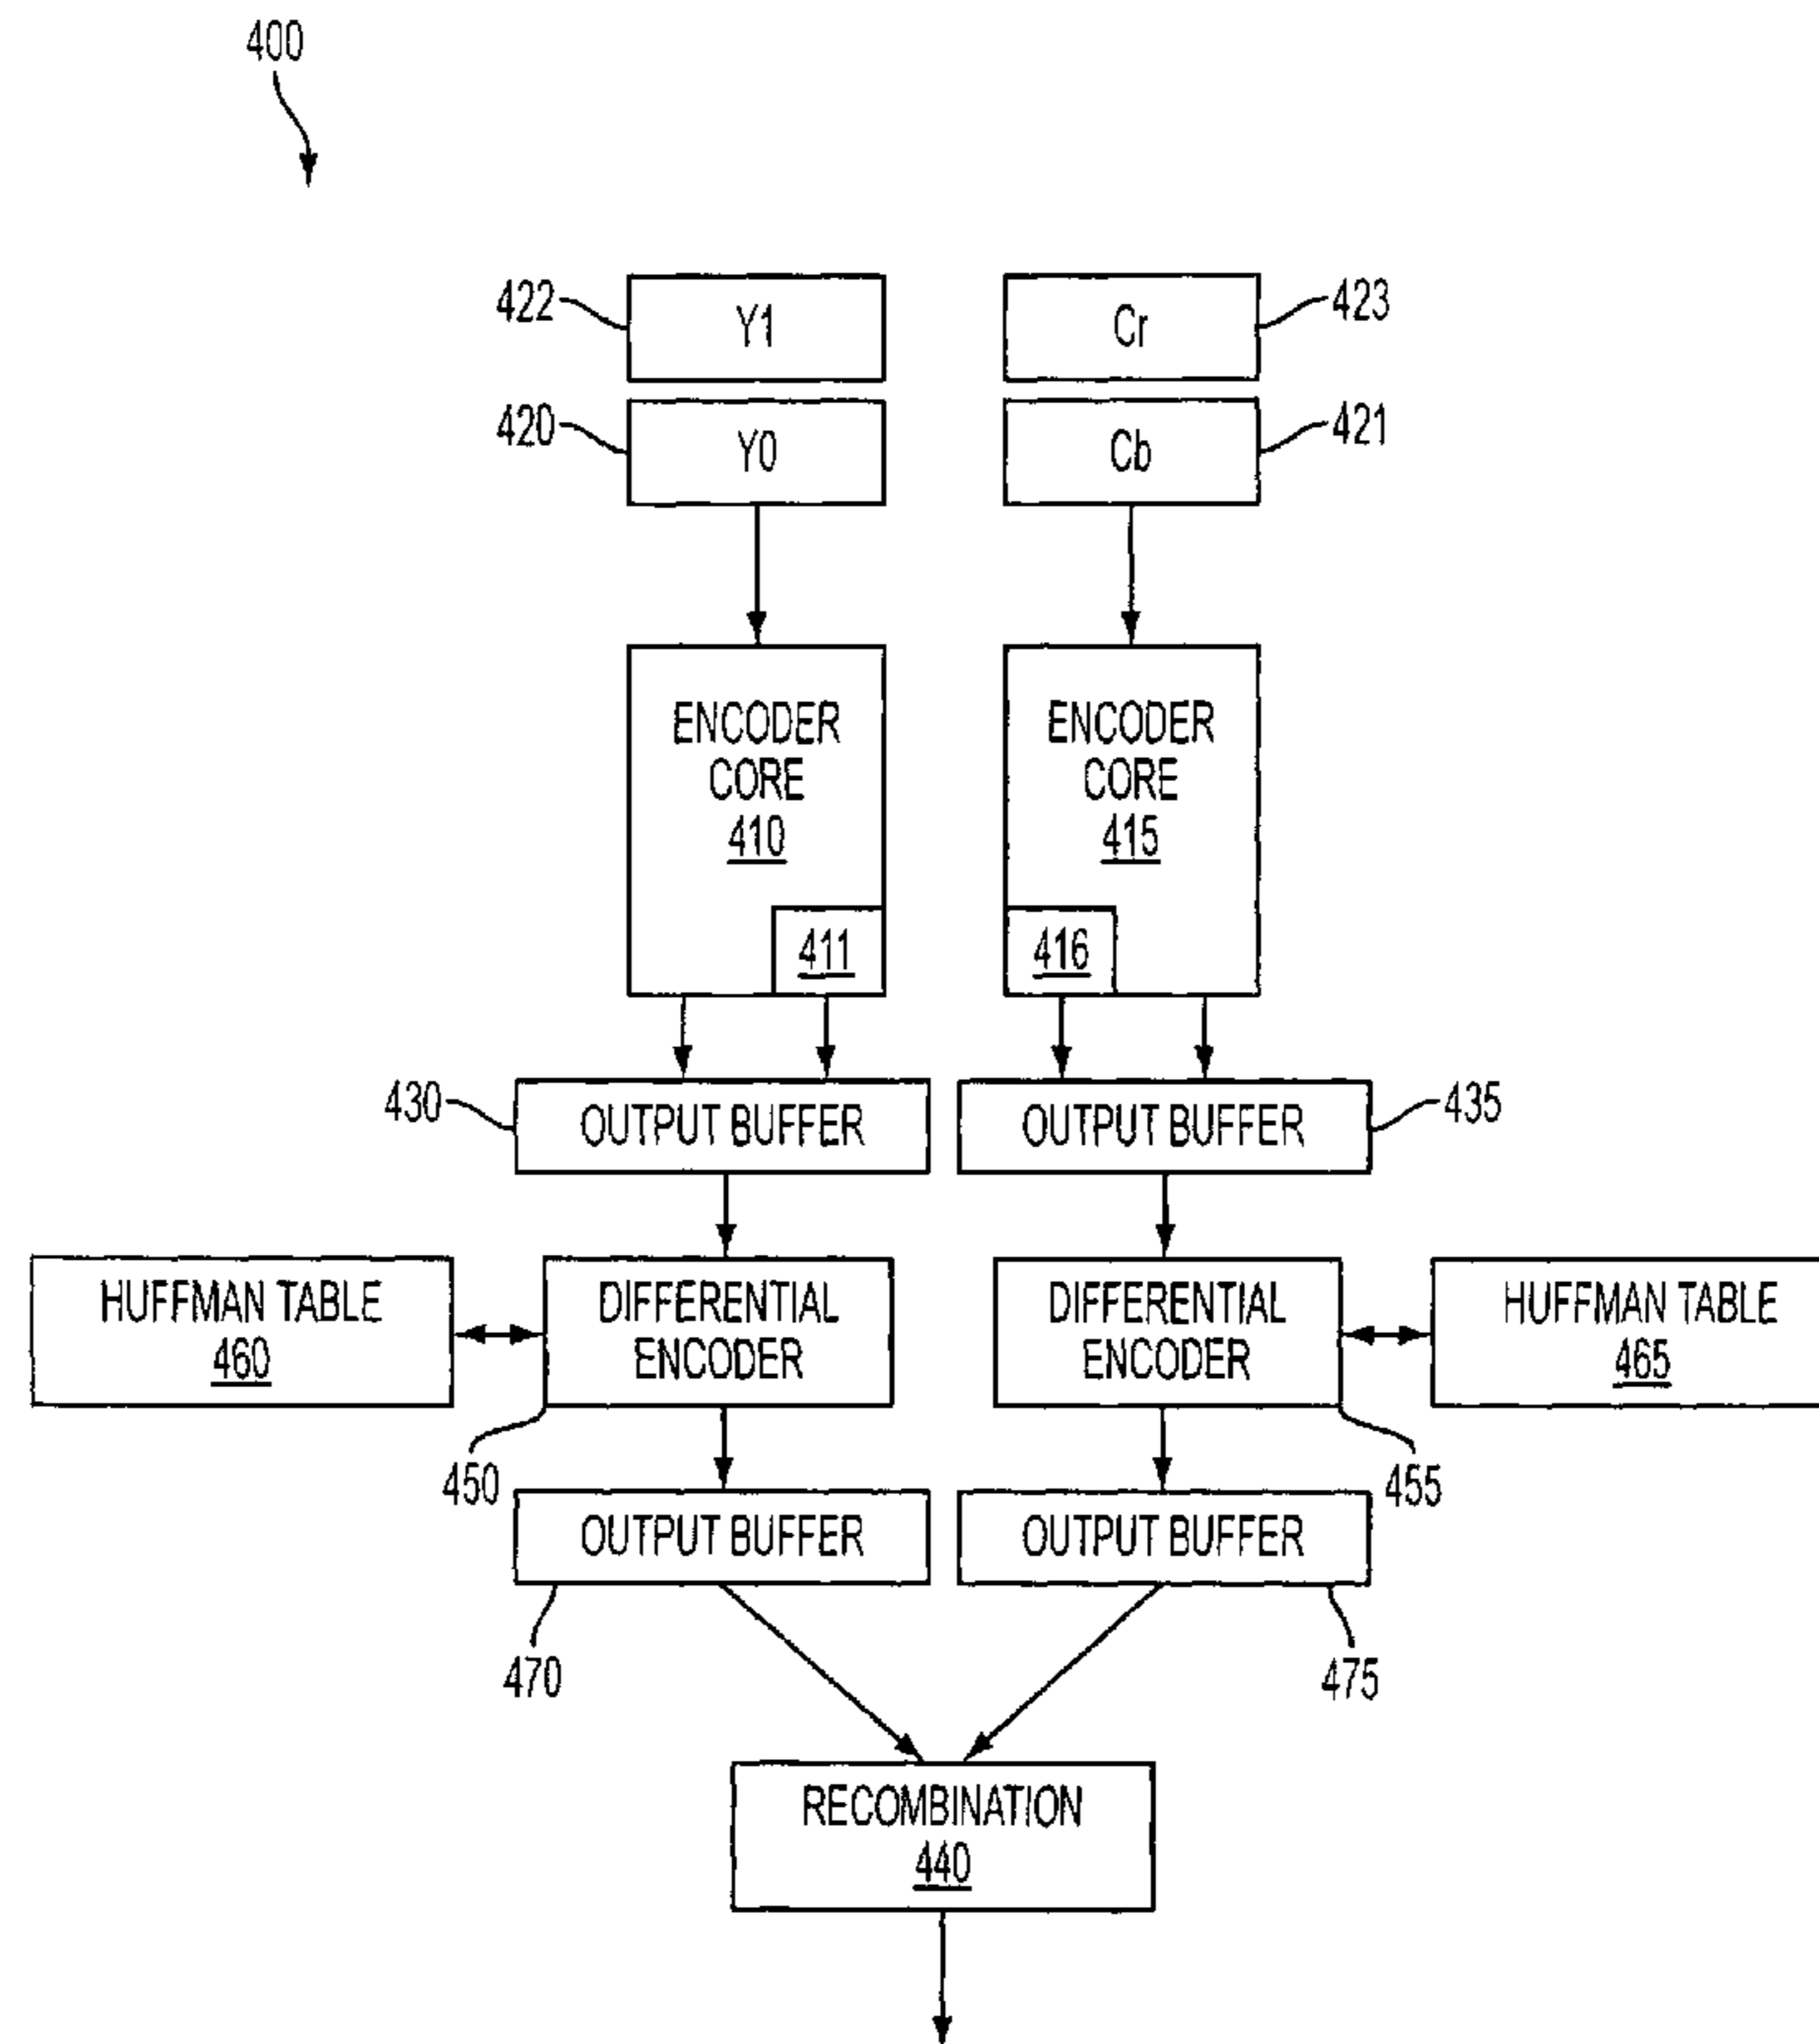 400
422
Y1
Cr
423
420
Y0
Cb
421
ENCODER
CORE
410
411
ENCODER
CORE
415
416
430
OUTPUT BUFFER
OUTPUT BUFFER
435
HUFFMAN TABLE
460
DIFFERENTIAL
ENCODER
DIFFERENTIAL
ENCODER
HUFFMAN TABLE
465
450
455
OUTPUT BUFFER
OUTPUT BUFFER
470
475
RECOMBINATION
440